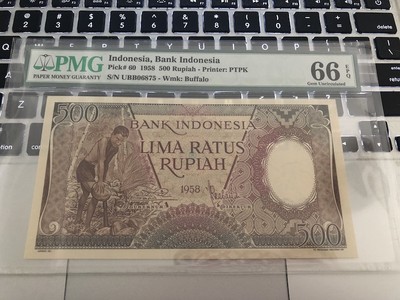 PMG
PAPER MONEY GUARANTY
Indonesia, Bank Indonesia
Pick# 60 1958 500 Rupiah - Printer: PTPK
S/N UBB06875 - Wmk: Buffalo
66 EPQ
Gem Uncirculated
500
BANK INDONESIA
LIMA RATUS
RUPIAH
1958
500